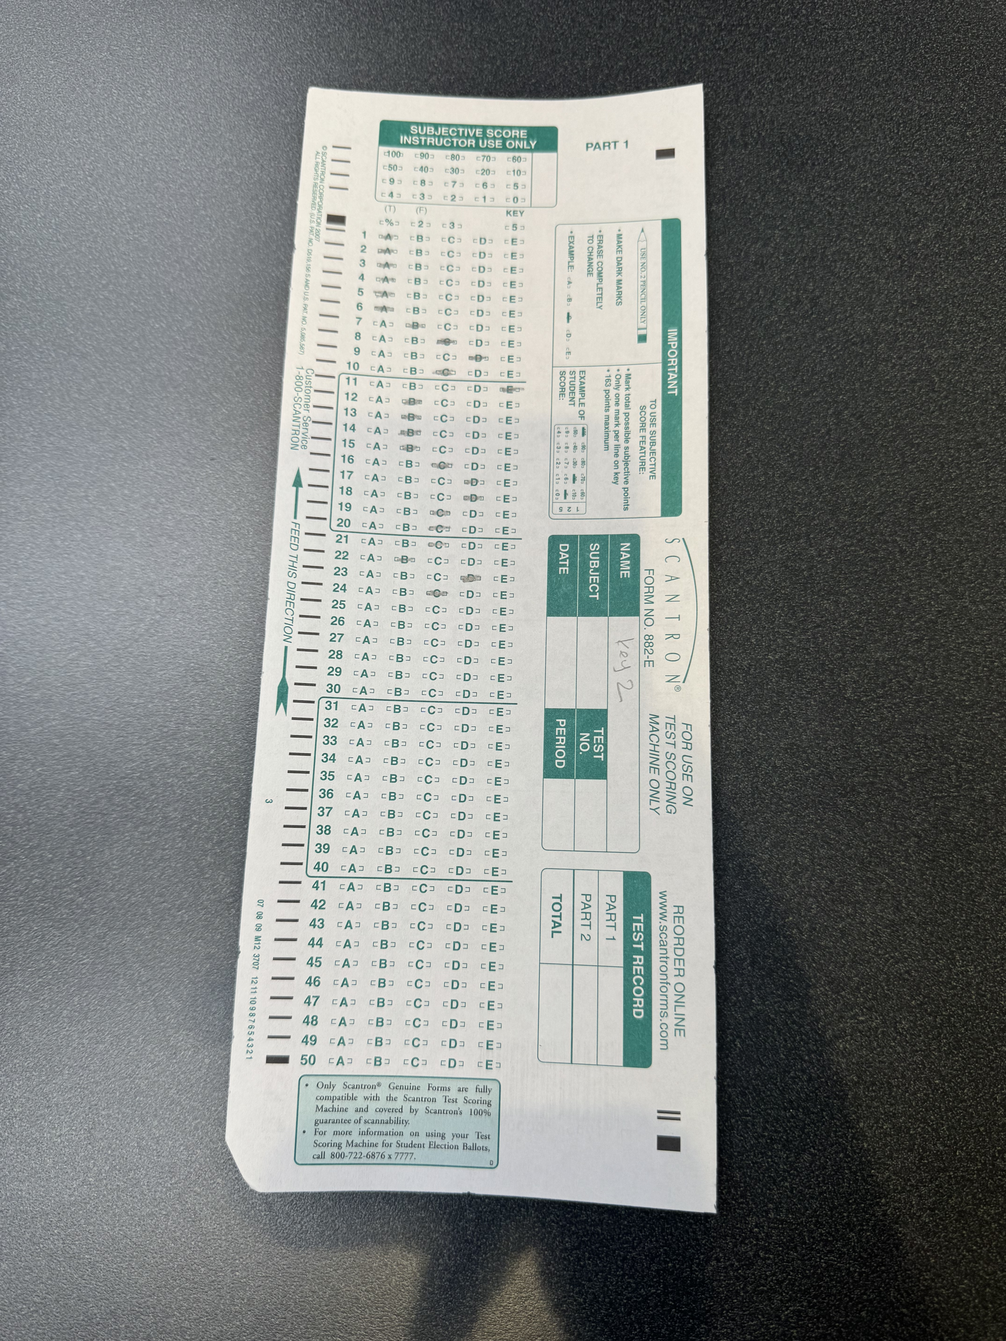 SUBJECTIVE SCORE
INSTRUCTOR USE ONLY
100 90 80 70 60
50 40 30 20 10
9 8 7 6 5
4 3 2 1 0
(T) (F) KEY
% 2 3 5
1 A B C D E
2 A B C D E
3 A B C D E
4 A B C D E
5 A B C D E
6 A B C D E
7 A B C D E
8 A B C D E
9 A B C D E
10 A B C D E
11 A B C D E
12 A B C D E
13 A B C D E
14 A B C D E
15 A B C D E
16 A B C D E
17 A B C D E
18 A B C D E
19 A B C D E
20 A B C D E
21 A B C D E
22 A B C D E
23 A B C D E
24 A B C D E
25 A B C D E
26 A B C D E
27 A B C D E
28 A B C D E
29 A B C D E
30 A B C D E
31 A B C D E
32 A B C D E
33 A B C D E
34 A B C D E
35 A B C D E
36 A B C D E
37 A B C D E
38 A B C D E
39 A B C D E
40 A B C D E
41 A B C D E
42 A B C D E
43 A B C D E
44 A B C D E
45 A B C D E
46 A B C D E
47 A B C D E
48 A B C D E
49 A B C D E
50 A B C D E
• Only Scantron® Genuine Forms are fully
compatible with the Scantron Test Scoring
Machine and covered by Scantron's 100%
guarantee of scannability.
• For more information on using your Test
Scoring Machine for Student Election Ballots,
call 800-722-6876 x 7777.
PART 1
IMPORTANT
USE NO. 2 PENCIL ONLY
• MAKE DARK MARKS
• ERASE COMPLETELY
TO CHANGE
• EXAMPLE: A B D E
TO USE SUBJECTIVE
SCORE FEATURE:
• Mark total possible subjective points
• Only one mark per line on key
• 163 points maximum
EXAMPLE OF
STUDENT
SCORE:
SCANTRON®
FORM NO. 882-E
FOR USE ON
TEST SCORING
MACHINE ONLY
NAME Key 2
SUBJECT
TEST
NO.
DATE
PERIOD
REORDER ONLINE
www.scantronforms.com
TEST RECORD
PART 1
PART 2
TOTAL
© SCANTRON CORPORATION 2007
Customer Service
1-800-SCANTRON
FEED THIS DIRECTION
3
07 08 09 M12 3707 12 11 10 9 8 7 6 5 4 3 2 1